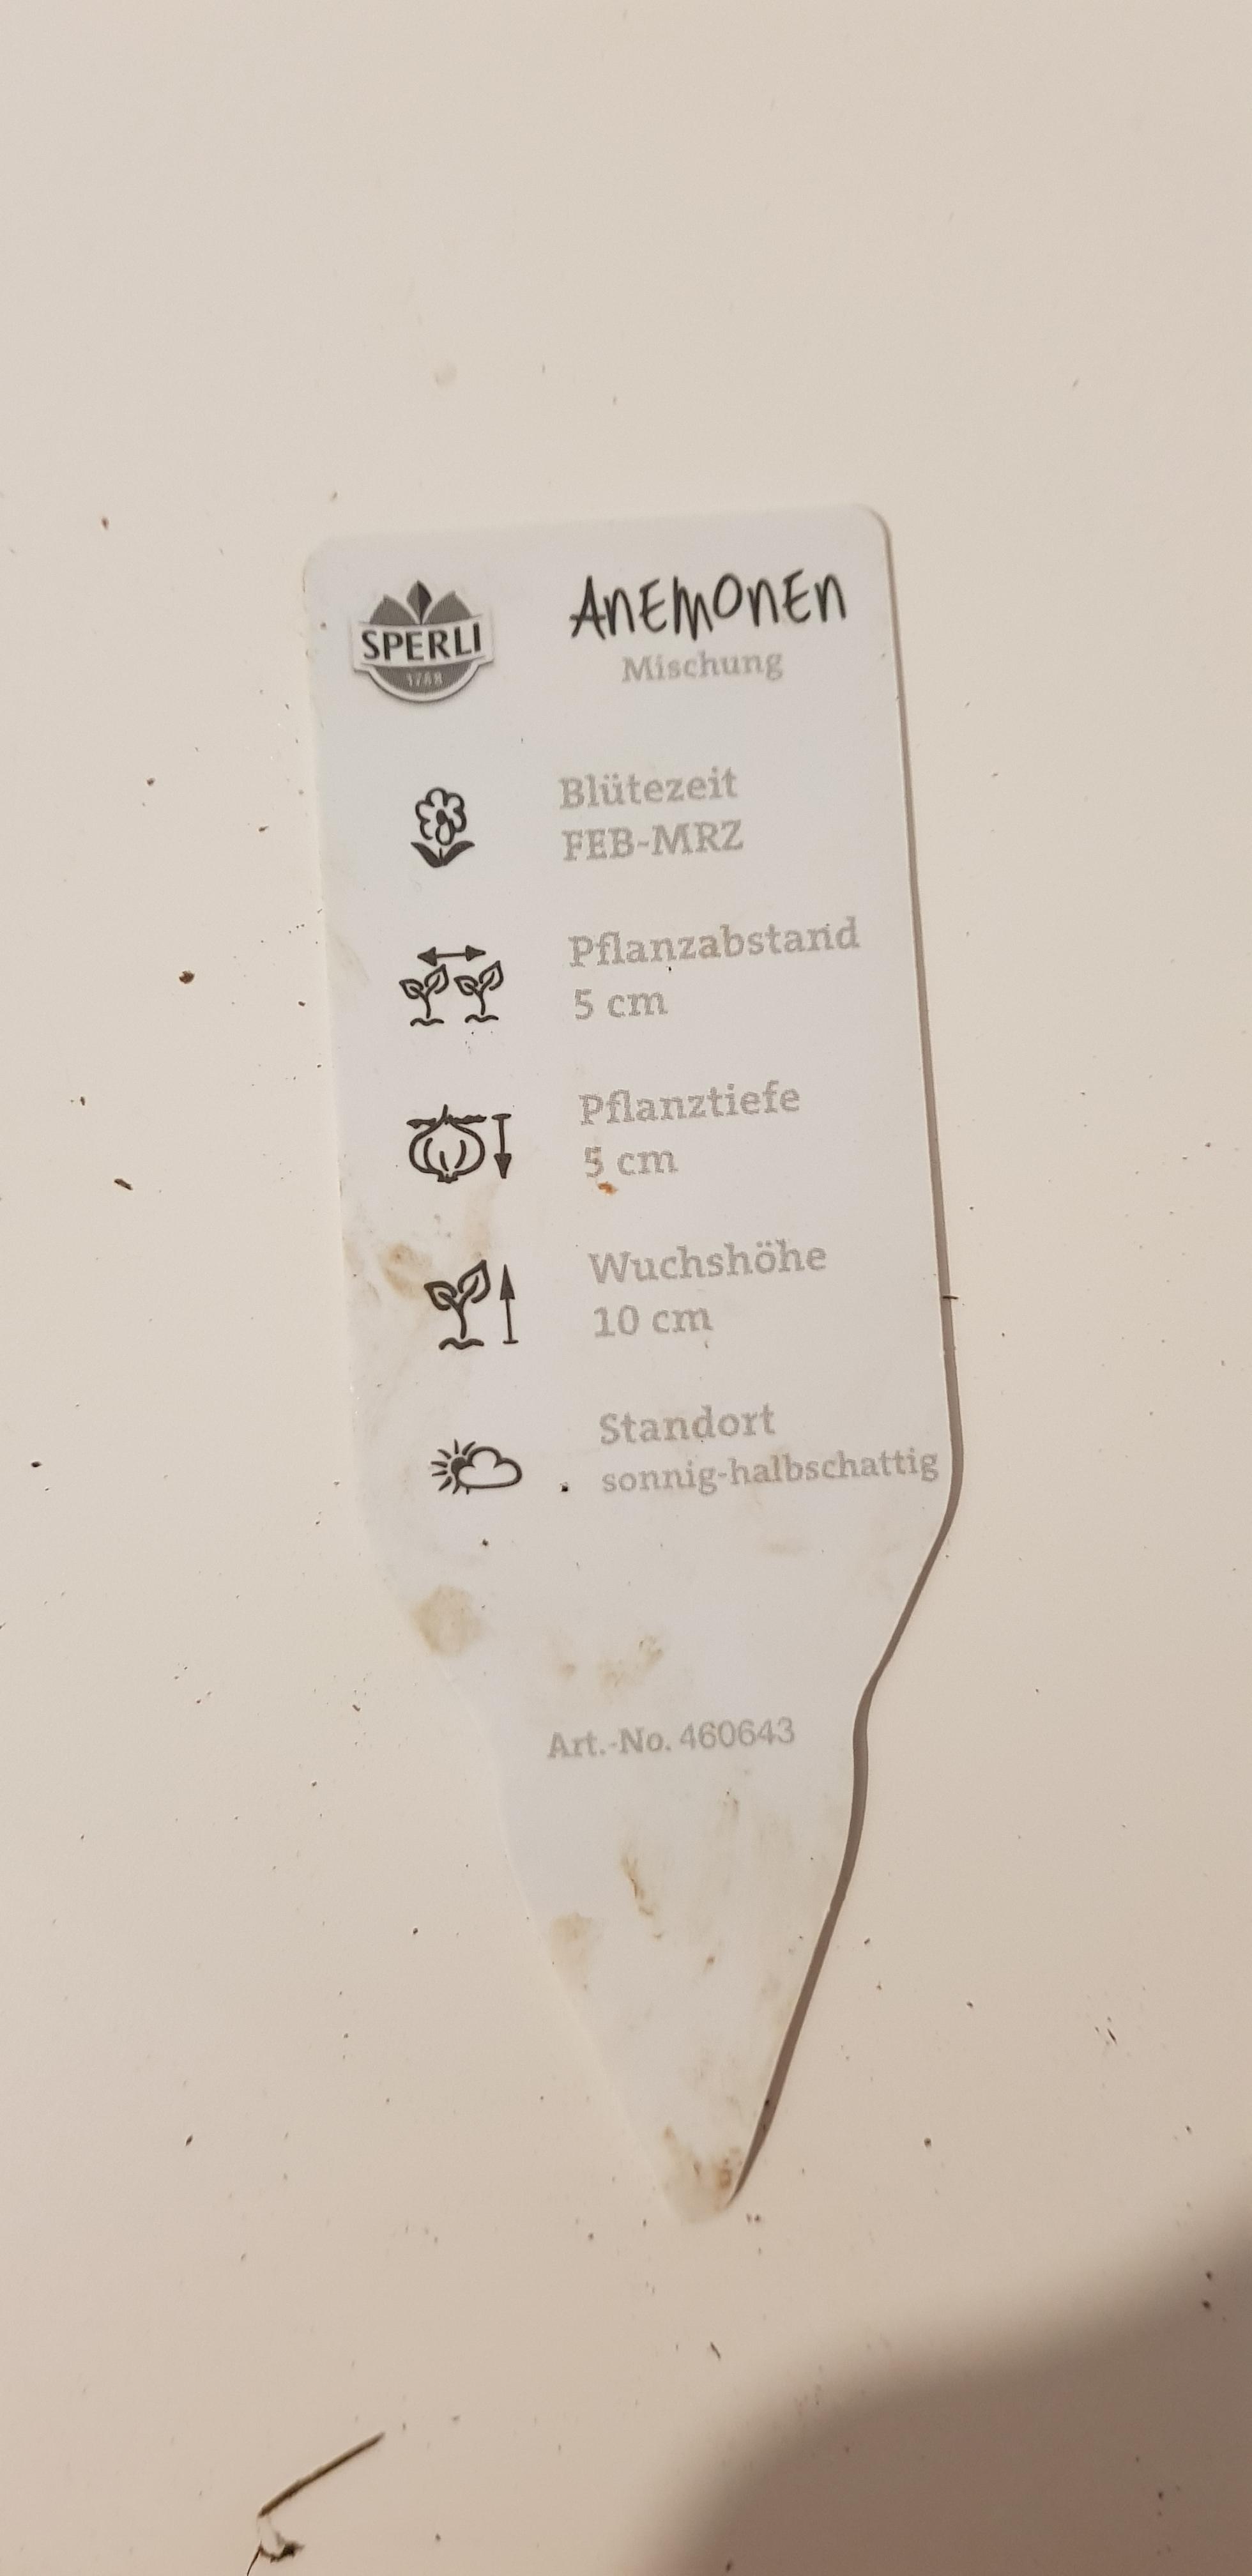 SPERLI
1788
AnEmOnEn
Mischung
Blütezeit
FEB-MRZ
Pflanzabstand
5 cm
Pflanztiefe
5 cm
Wuchshöhe
10 cm
Standort
sonnig-halbschattig
Art.-No. 460643